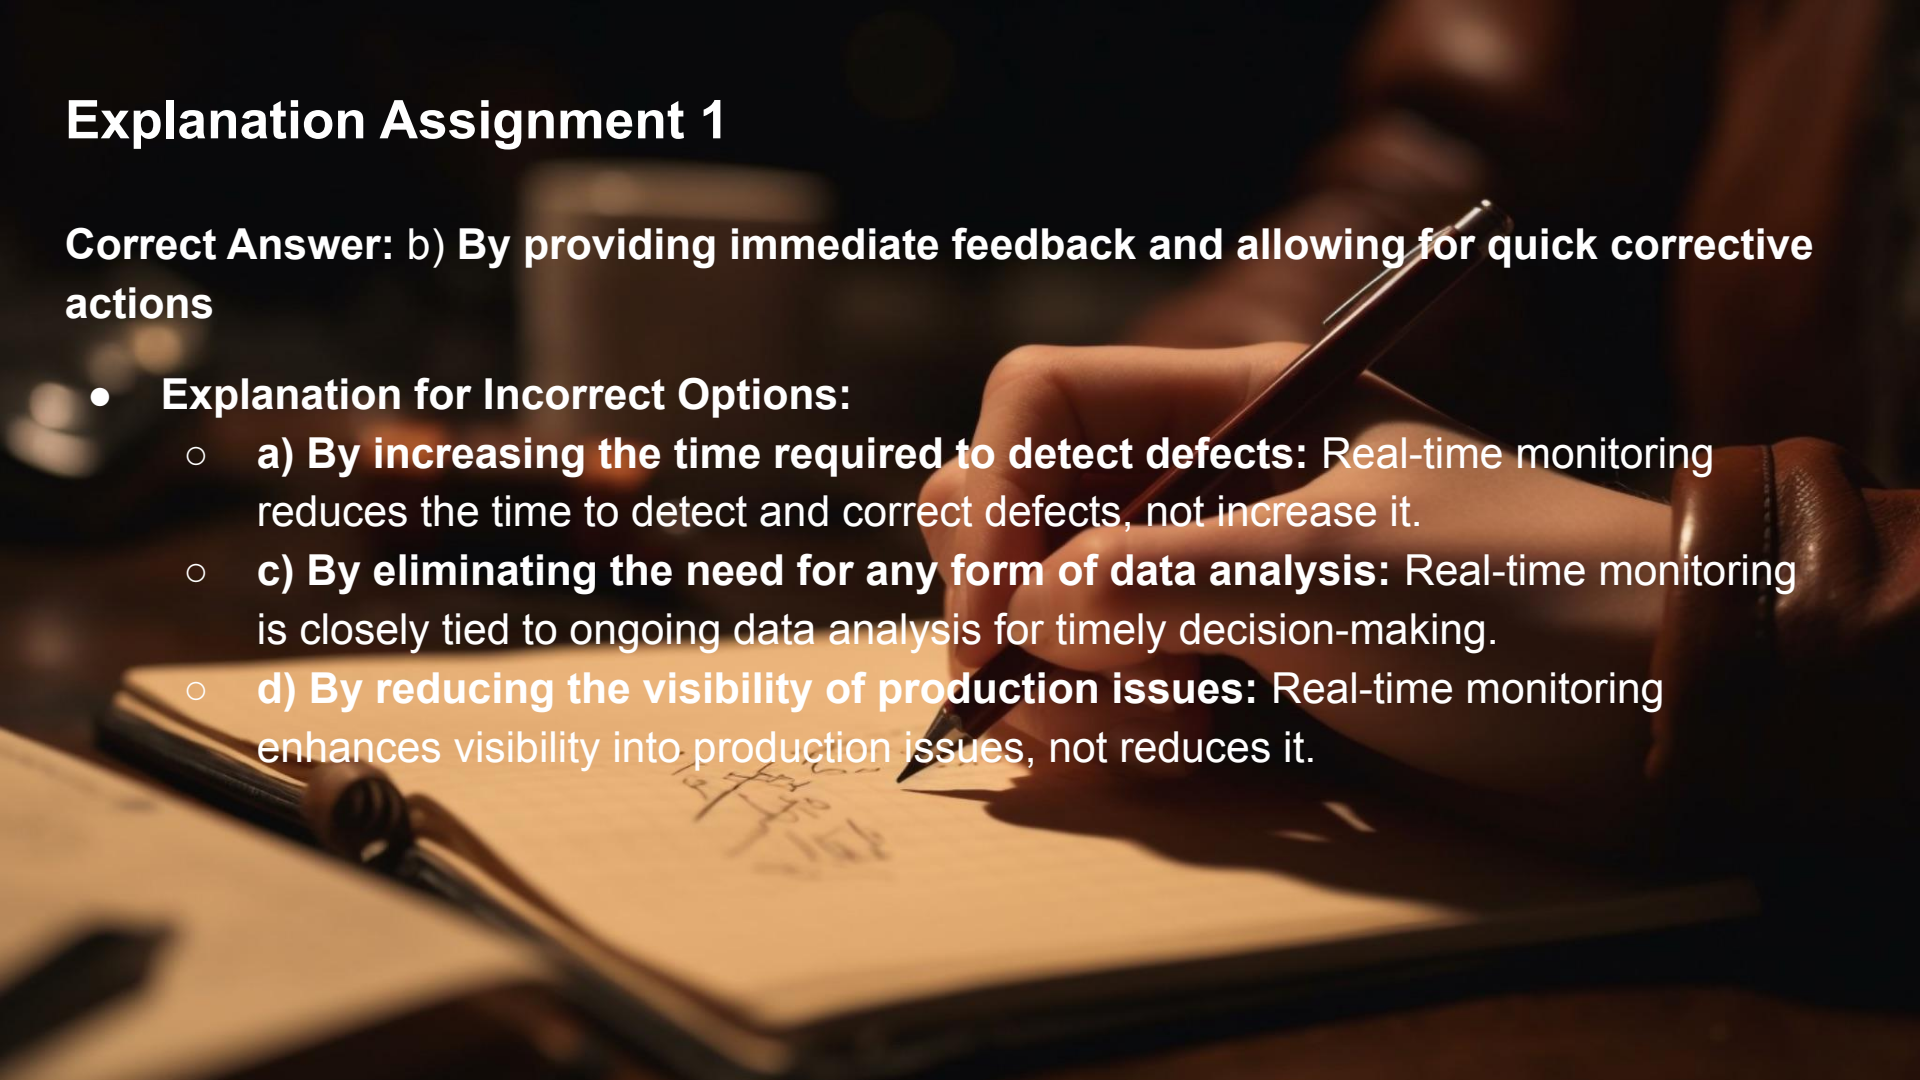 Explanation Assignment 1
Correct Answer: b) By providing immediate feedback and allowing for quick corrective
actions
● Explanation for Incorrect Options:
○ a) By increasing the time required to detect defects: Real-time monitoring
reduces the time to detect and correct defects, not increase it.
○ c) By eliminating the need for any form of data analysis: Real-time monitoring
is closely tied to ongoing data analysis for timely decision-making.
○ d) By reducing the visibility of production issues: Real-time monitoring
enhances visibility into production issues, not reduces it.